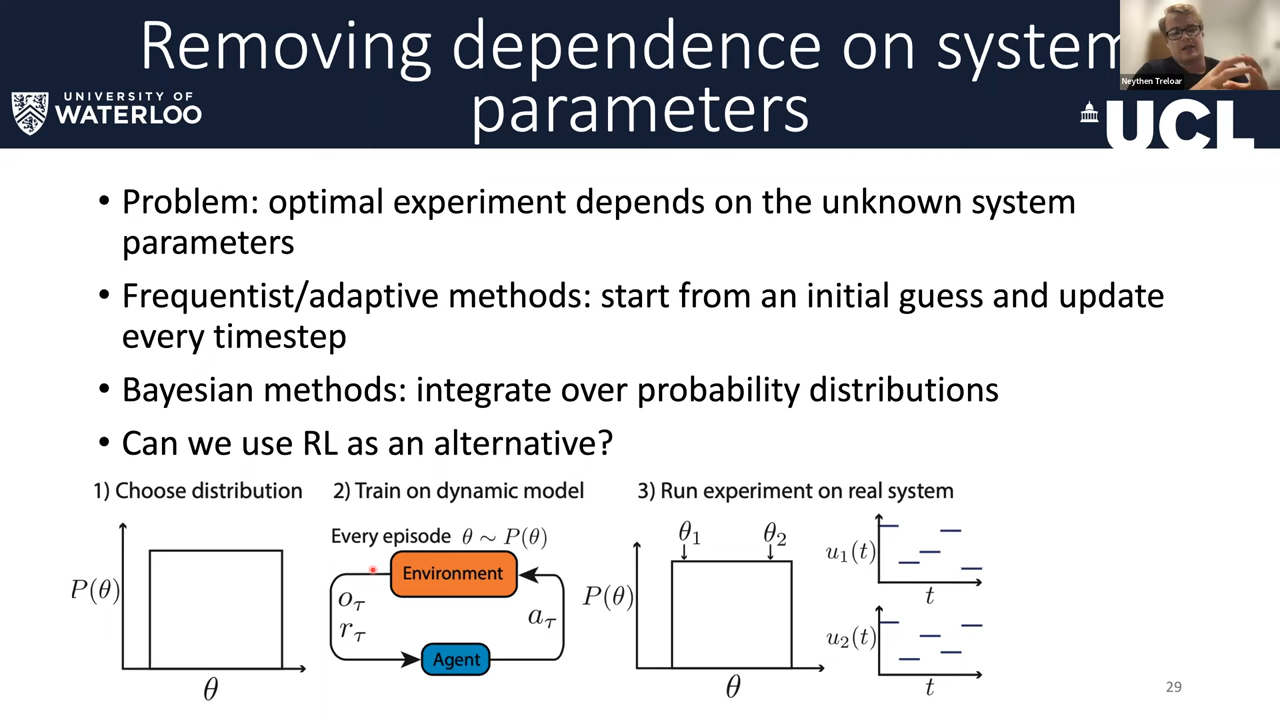 Removing dependence on system
parameters
Neythen Treloar
UNIVERSITY OF
WATERLOO
UCL
• Problem: optimal experiment depends on the unknown system
parameters
• Frequentist/adaptive methods: start from an initial guess and update
every timestep
• Bayesian methods: integrate over probability distributions
• Can we use RL as an alternative?
1) Choose distribution
P(θ)
θ
2) Train on dynamic model
Every episode θ ~ P(θ)
Environment
o_τ
r_τ
a_τ
Agent
3) Run experiment on real system
θ₁ θ₂
P(θ)
θ
u₁(t)
t
u₂(t)
t
29